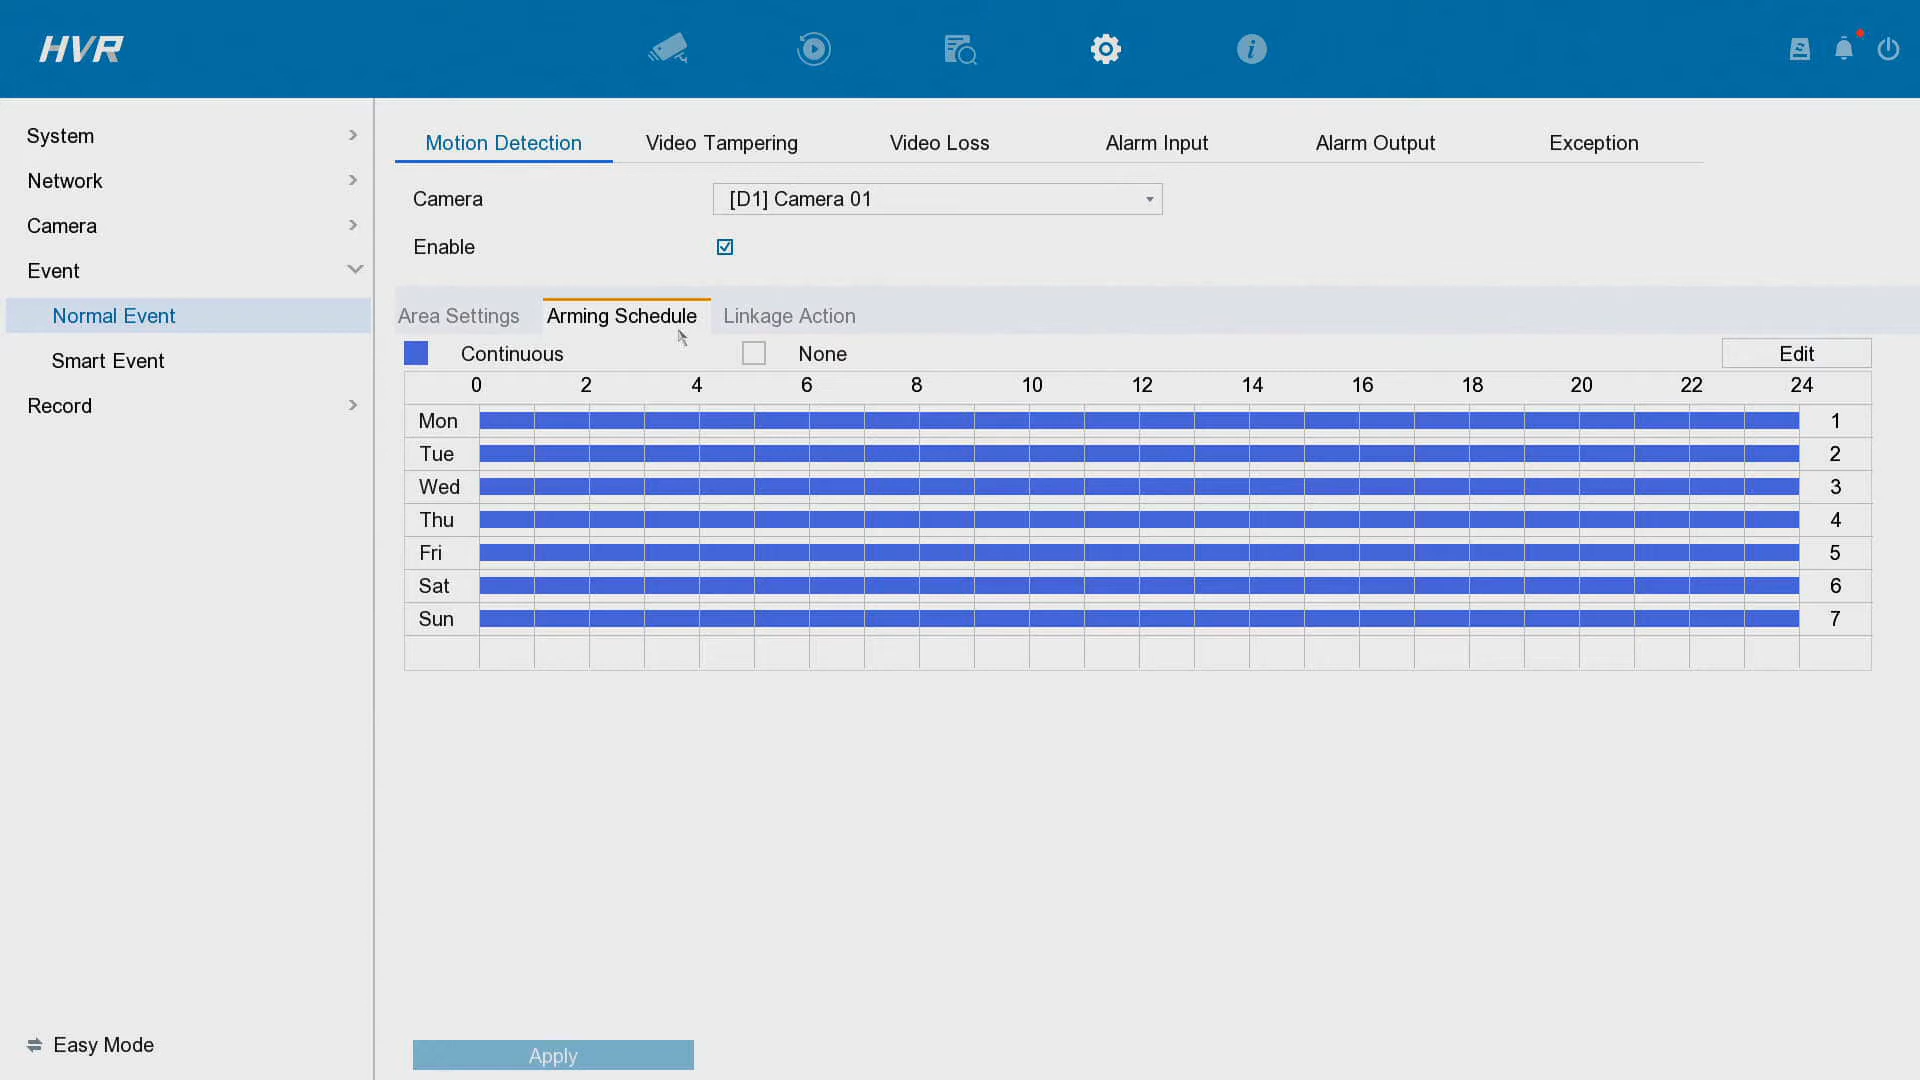 HVR
System
Network
Camera
Event
Normal Event
Smart Event
Record
Easy Mode
Motion Detection Video Tampering Video Loss Alarm Input Alarm Output Exception
Camera [D1] Camera 01
Enable
Area Settings Arming Schedule Linkage Action
Continuous None Edit
0 2 4 6 8 10 12 14 16 18 20 22 24
Mon 1
Tue 2
Wed 3
Thu 4
Fri 5
Sat 6
Sun 7
Apply